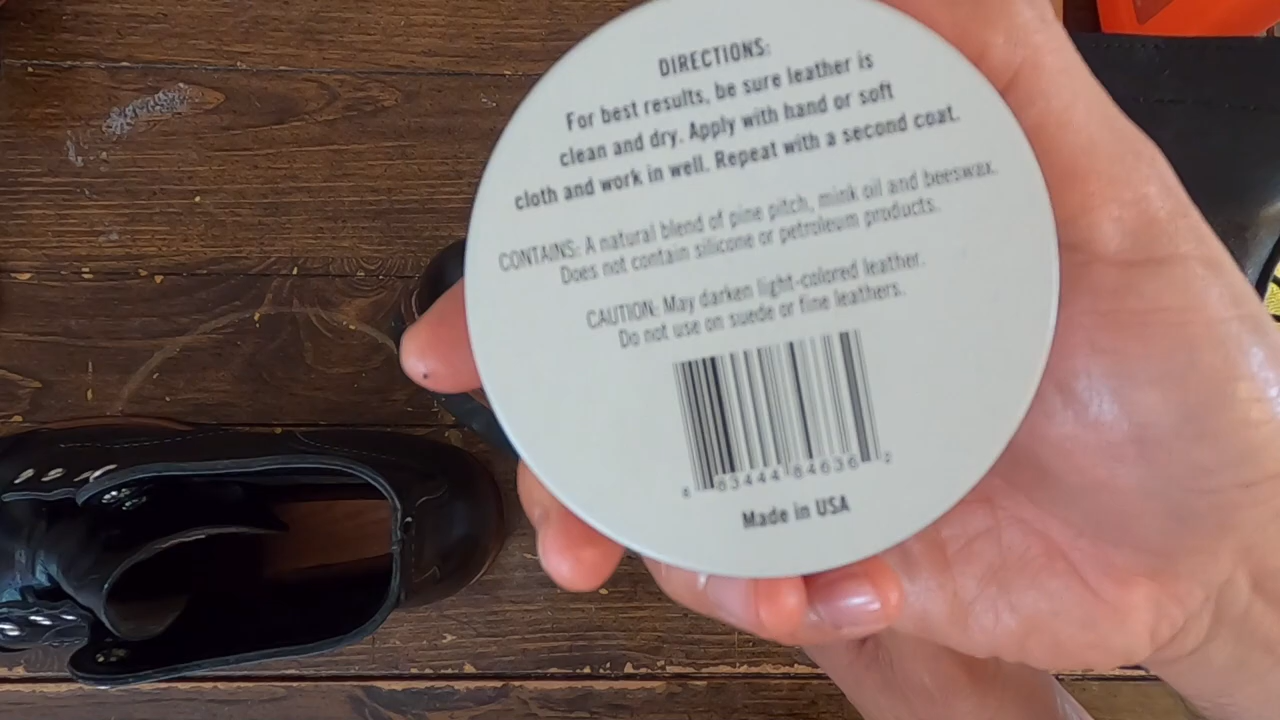 DIRECTIONS:
For best results, be sure leather is
clean and dry. Apply with hand or soft
cloth and work in well. Repeat with a second coat.
CONTAINS: A natural blend of pine pitch, mink oil and beeswax.
Does not contain silicone or petroleum products.
CAUTION: May darken light-colored leather.
Do not use on suede or fine leathers.
83444 84636 2
Made in USA